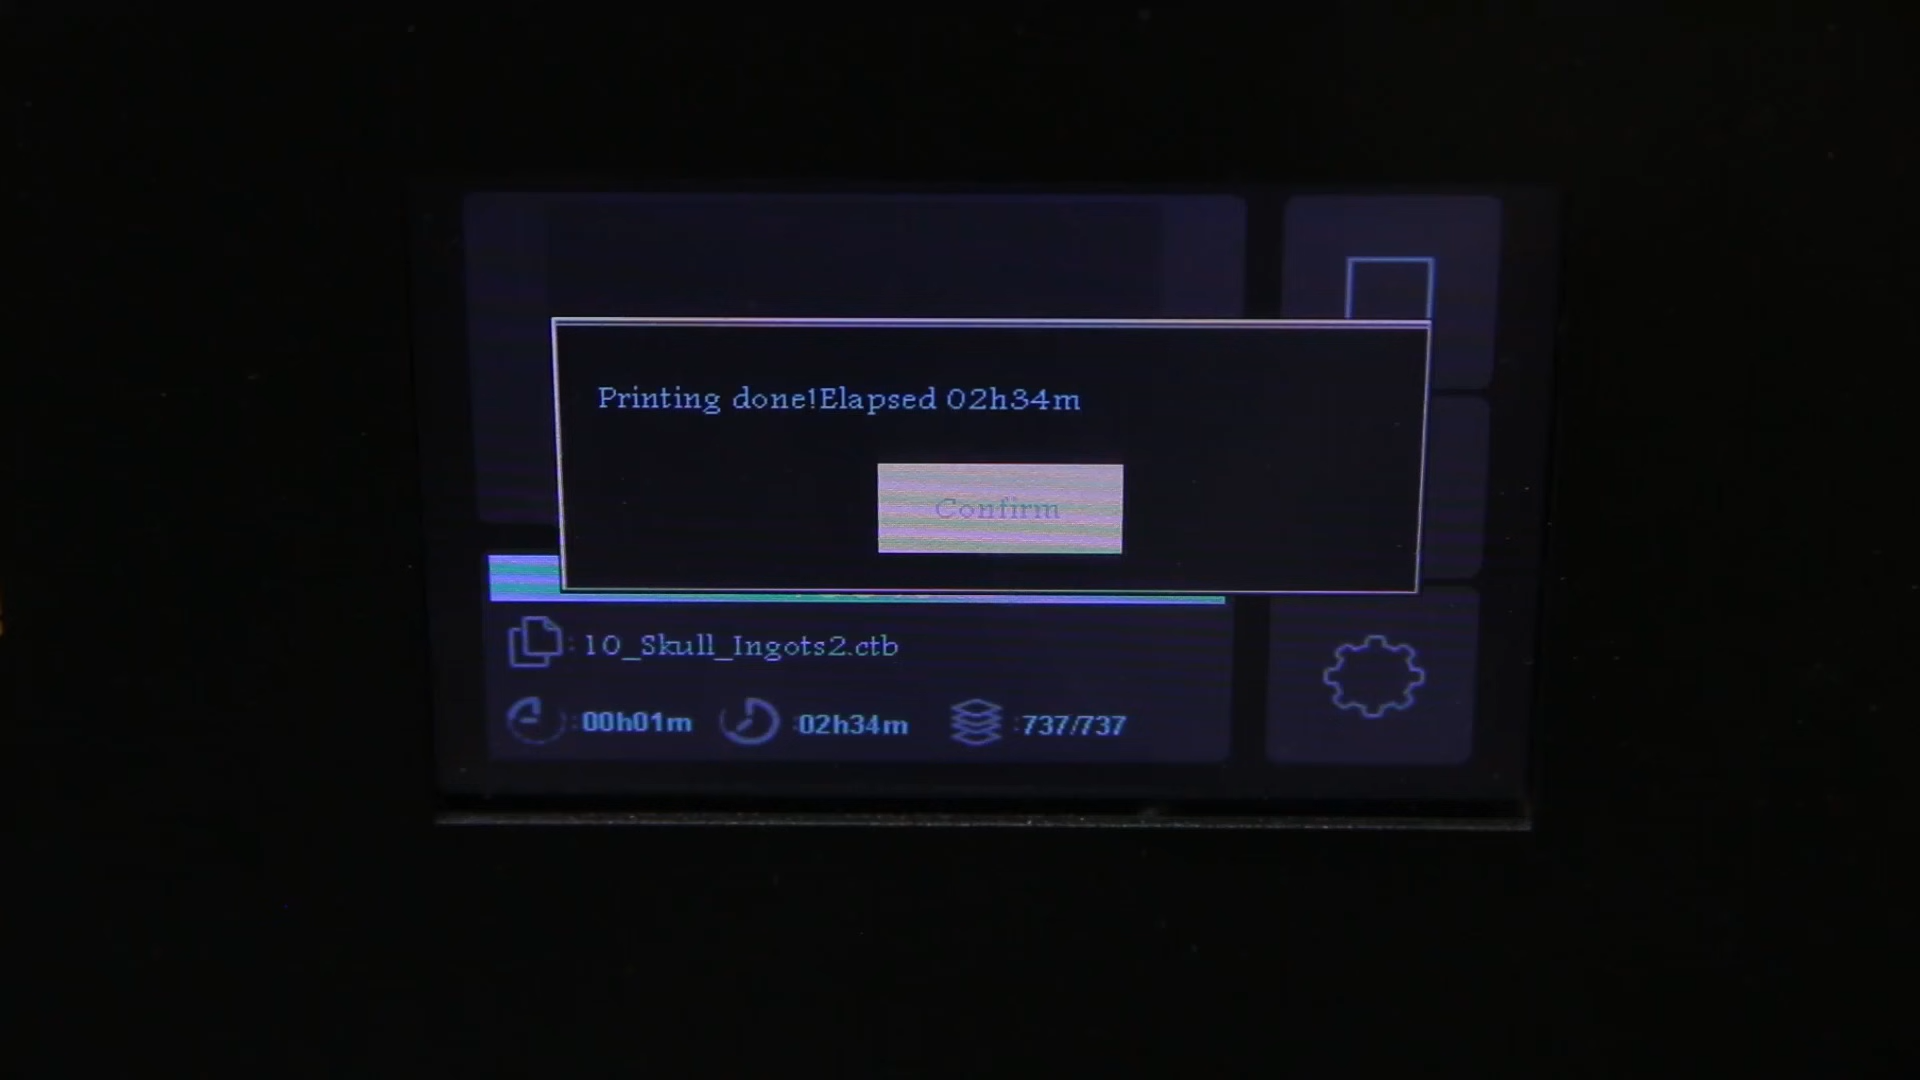 Printing done!Elapsed 02h34m
Confirm
: 10_Skull_Ingots2.ctb
: 00h01m : 02h34m : 737/737